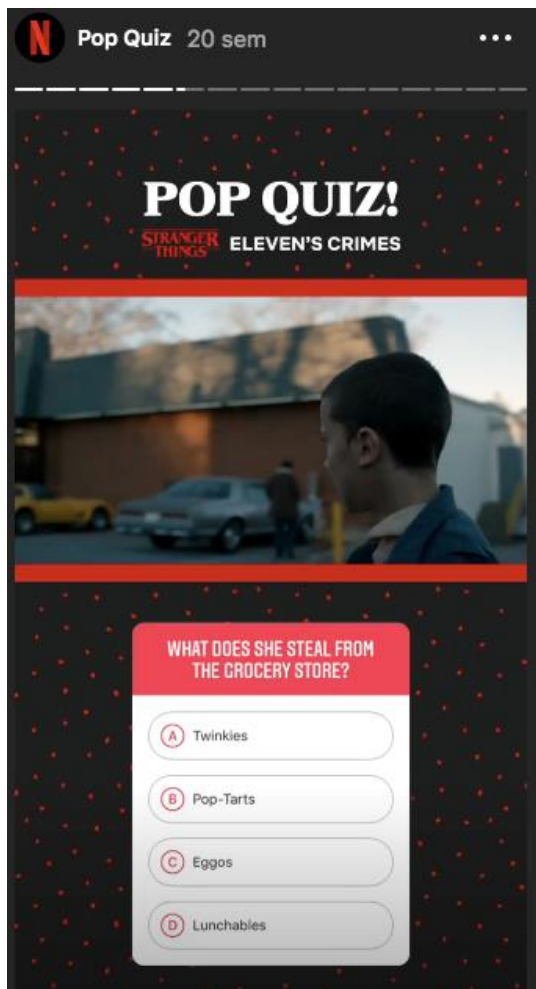 N Pop Quiz 20 sem
POP QUIZ!
STRANGER THINGS ELEVEN'S CRIMES
WHAT DOES SHE STEAL FROM
THE GROCERY STORE?
A Twinkies
B Pop-Tarts
C Eggos
D Lunchables